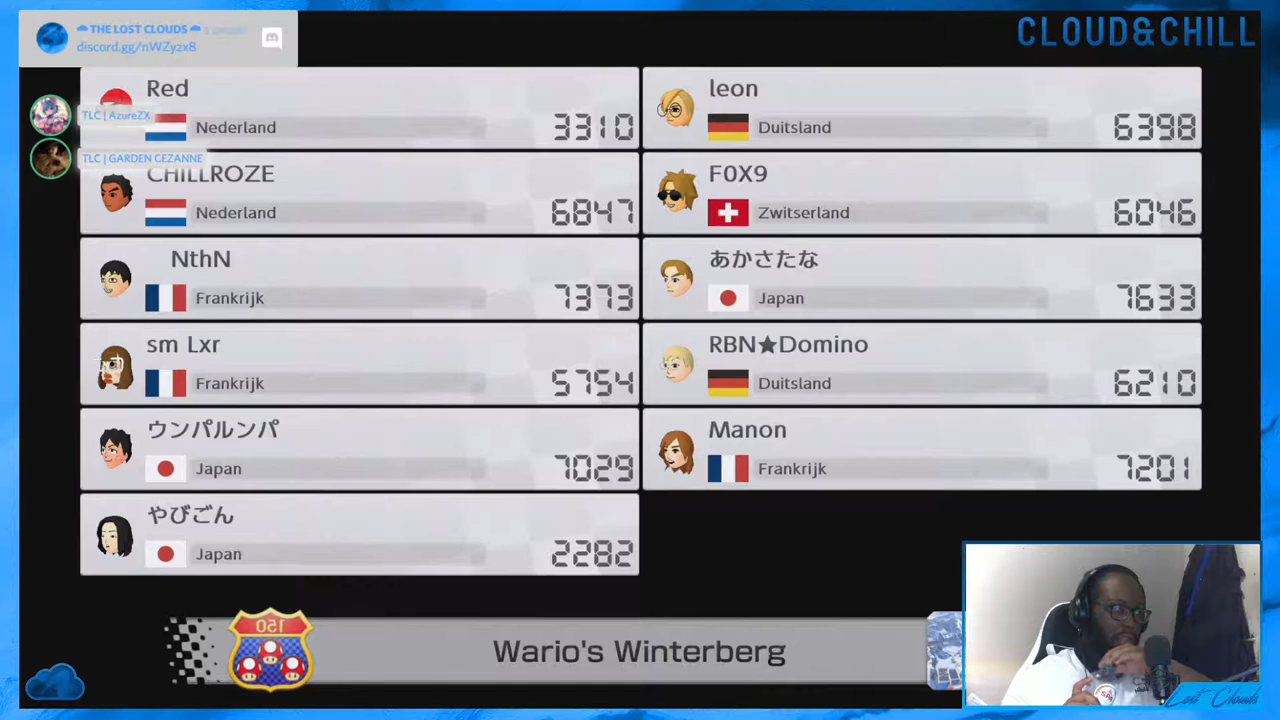 ☁ THE LOST CLOUDS ☁
discord.gg/nWZyzx8
CLOUD&CHILL
Red
TLC | AzureZX
Nederland
3310
leon
Duitsland
6398
TLC | GARDEN CEZANNE
CHILLROZE
Nederland
6847
F0X9
Zwitserland
6046
NthN
Frankrijk
7373
あかさたな
Japan
7633
sm Lxr
Frankrijk
5754
RBN★Domino
Duitsland
6210
ウンパルンパ
Japan
7029
Manon
Frankrijk
7201
やびごん
Japan
2282
150
Wario's Winterberg
Lost Clouds